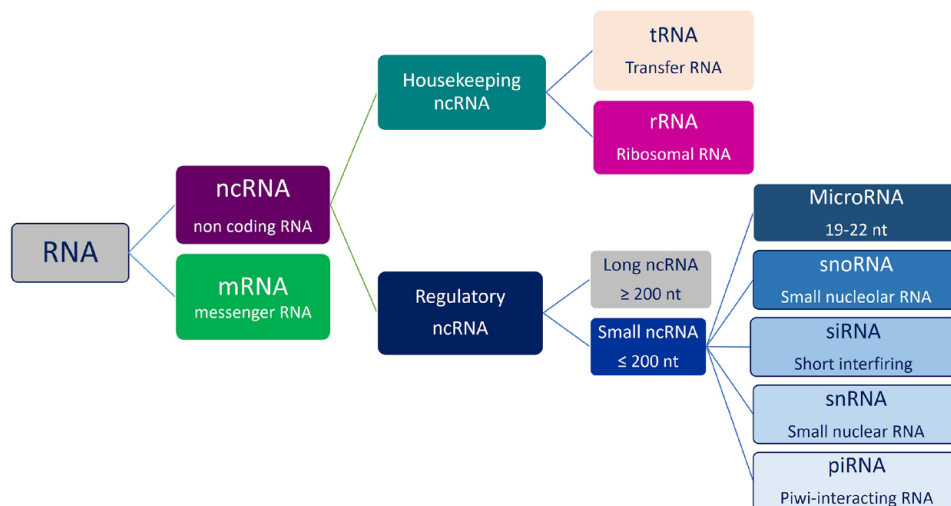 RNA
ncRNA
non coding RNA
mRNA
messenger RNA
Housekeeping
ncRNA
tRNA
Transfer RNA
rRNA
Ribosomal RNA
Regulatory
ncRNA
Long ncRNA
≥ 200 nt
Small ncRNA
≤ 200 nt
MicroRNA
19-22 nt
snoRNA
Small nucleolar RNA
siRNA
Short interfiring
snRNA
Small nuclear RNA
piRNA
Piwi-interacting RNA